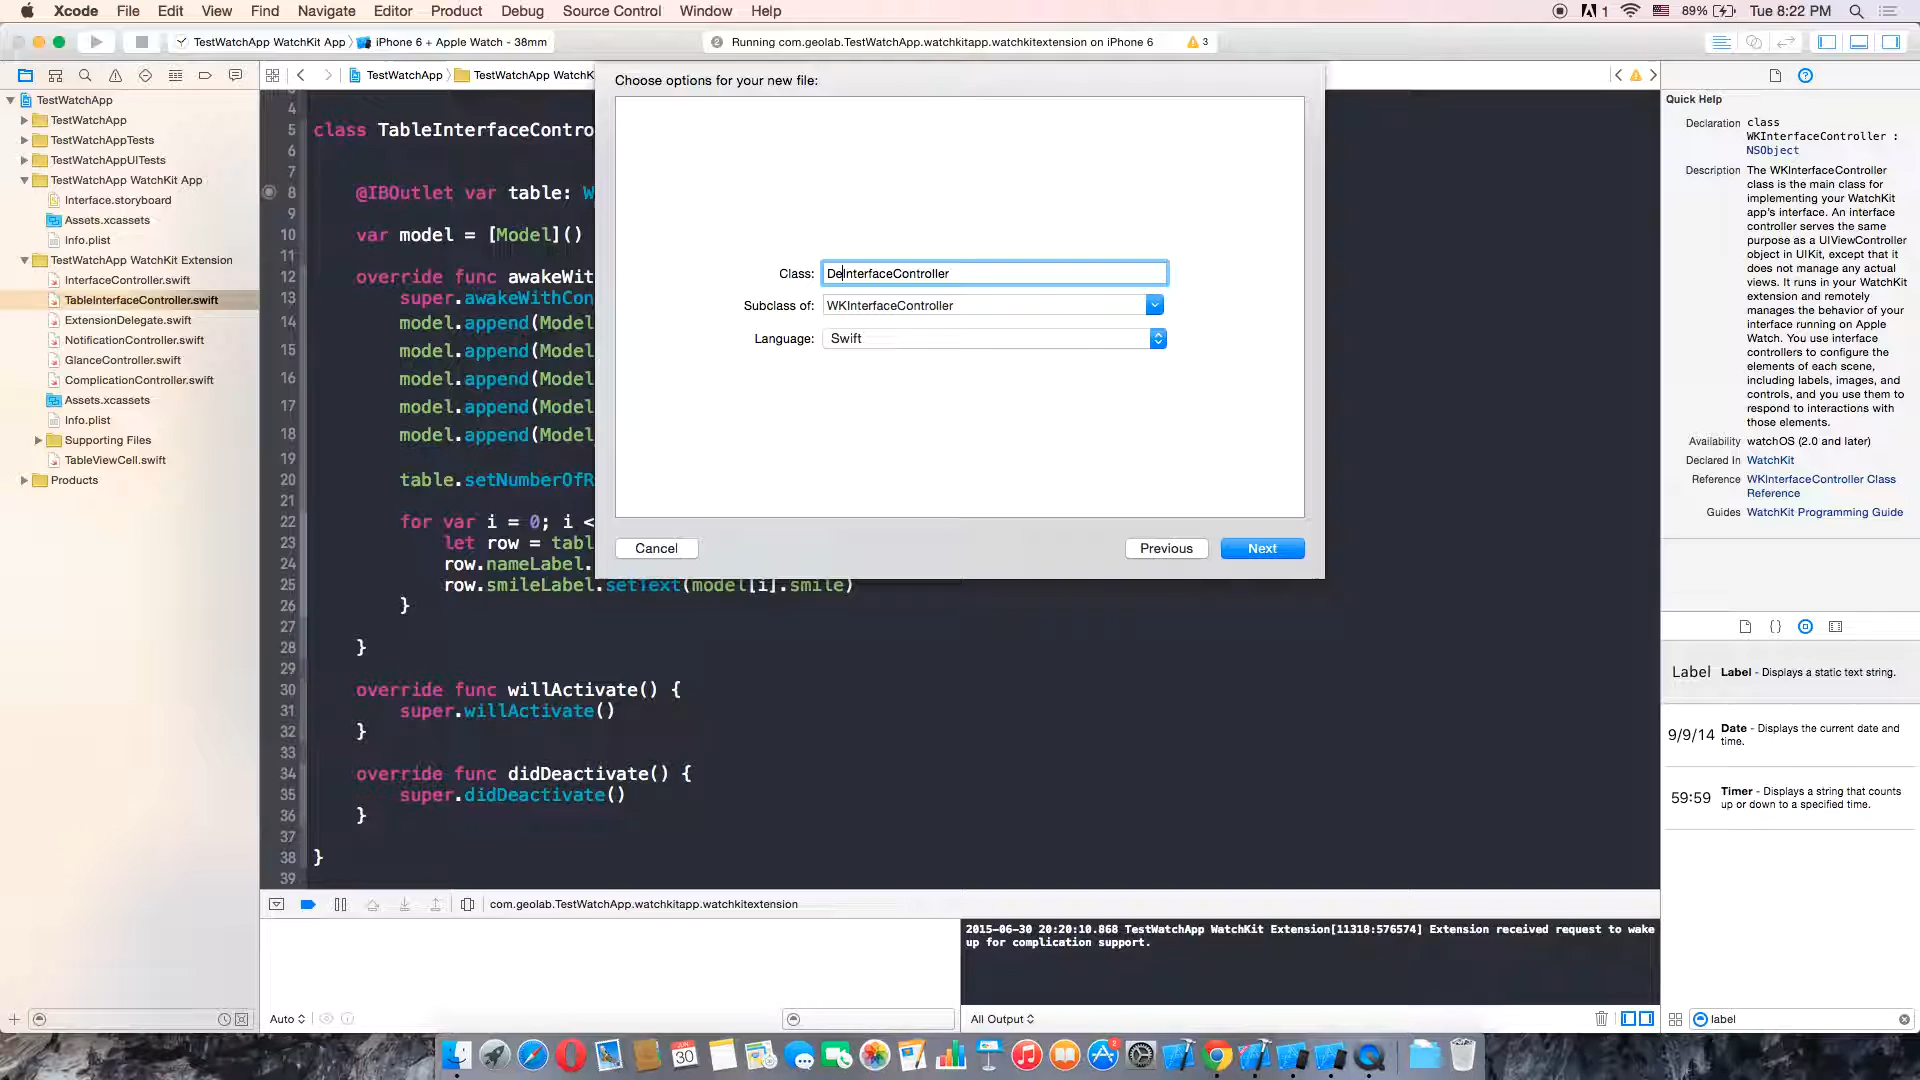 Xcode File Edit View Find Navigate Editor Product Debug Source Control Window Help 1 89% Tue 8:22 PM
TestWatchApp WatchKit App iPhone 6 + Apple Watch - 38mm Running com.geolab.TestWatchApp.watchkitapp.watchkitextension on iPhone 6 3
TestWatchApp TestWatchApp WatchK
TestWatchApp
TestWatchApp
TestWatchAppTests
TestWatchAppUITests
TestWatchApp WatchKit App
Interface.storyboard
Assets.xcassets
Info.plist
TestWatchApp WatchKit Extension
InterfaceController.swift
TableInterfaceController.swift
ExtensionDelegate.swift
NotificationController.swift
GlanceController.swift
ComplicationController.swift
Assets.xcassets
Info.plist
Supporting Files
TableViewCell.swift
Products
4
5 class TableInterfaceContro
6
7
8 @IBOutlet var table: W
9
10 var model = [Model]()
11
12 override func awakeWit
13 super.awakeWithCon
14 model.append(Model
15 model.append(Model
16 model.append(Model
17 model.append(Model
18 model.append(Model
19
20 table.setNumberOfR
21
22 for var i = 0; i <
23 let row = tabl
24 row.nameLabel.
25 row.smileLabel.setText(model[i].smile)
26 }
27
28 }
29
30 override func willActivate() {
31 super.willActivate()
32 }
33
34 override func didDeactivate() {
35 super.didDeactivate()
36 }
37
38 }
39
Choose options for your new file:
Class: DeInterfaceController
Subclass of: WKInterfaceController
Language: Swift
Cancel Previous Next
Quick Help
Declaration class
WKInterfaceController :
NSObject
Description The WKInterfaceController
class is the main class for
implementing your WatchKit
app's interface. An interface
controller serves the same
purpose as a UIViewController
object in UIKit, except that it
does not manage any actual
views. It runs in your WatchKit
extension and remotely
manages the behavior of your
interface running on Apple
Watch. You use interface
controllers to configure the
elements of each scene,
including labels, images, and
controls, and you use them to
respond to interactions with
those elements.
Availability watchOS (2.0 and later)
Declared In WatchKit
Reference WKInterfaceController Class
Reference
Guides WatchKit Programming Guide
Label Label - Displays a static text string.
9/9/14 Date - Displays the current date and
time.
59:59 Timer - Displays a string that counts
up or down to a specified time.
com.geolab.TestWatchApp.watchkitapp.watchkitextension
2015-06-30 20:20:10.868 TestWatchApp WatchKit Extension[11318:576574] Extension received request to wake
up for complication support.
Auto All Output label
JUN
30
2